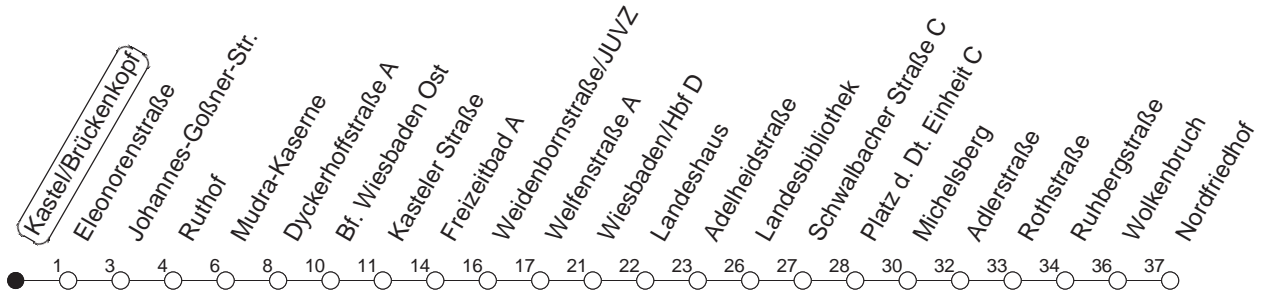 Kastel/Brückenkopf
Eleonorenstraße
Johannes-Goßner-Str.
Ruthof
Mudra-Kaserne
Dyckerhoffstraße A
Bf. Wiesbaden Ost
Kasteler Straße
Freizeitbad A
Weidenbornstraße/JUVZ
Welfenstraße A
Wiesbaden/Hbf D
Landeshaus
Adelheidstraße
Landesbibliothek
Schwalbacher Straße C
Platz d. Dt. Einheit C
Michelsberg
Adlerstraße
Rothstraße
Ruhbergstraße
Wolkenbruch
Nordfriedhof
1 3 4 6 8 10 11 14 16 17 21 22 23 26 27 28 30 32 33 34 36 37